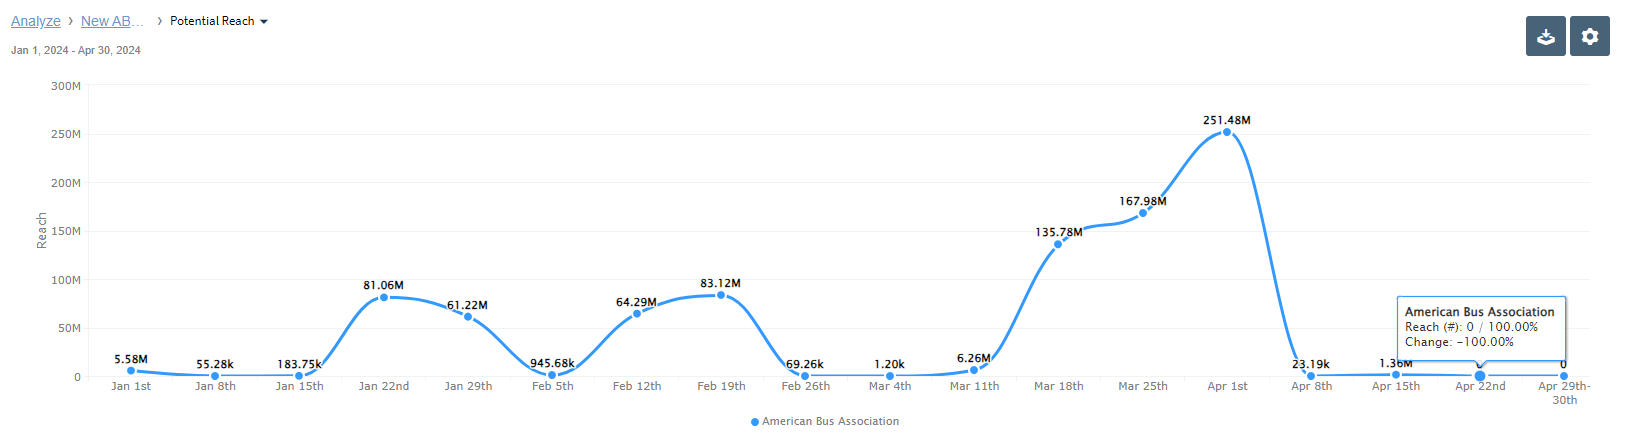 Analyze > New AB... > Potential Reach
Jan 1, 2024 - Apr 30, 2024
300M
250M
200M
150M
100M
50M
0
Reach
5.58M
55.28k
183.75k
81.06M
61.22M
945.68k
64.29M
83.12M
69.26k
1.20k
6.26M
135.78M
167.98M
251.48M
23.19k
1.36M
0
0
American Bus Association
Reach (#): 0 / 100.00%
Change: −100.00%
Jan 1st
Jan 8th
Jan 15th
Jan 22nd
Jan 29th
Feb 5th
Feb 12th
Feb 19th
Feb 26th
Mar 4th
Mar 11th
Mar 18th
Mar 25th
Apr 1st
Apr 8th
Apr 15th
Apr 22nd
Apr 29th-
30th
American Bus Association